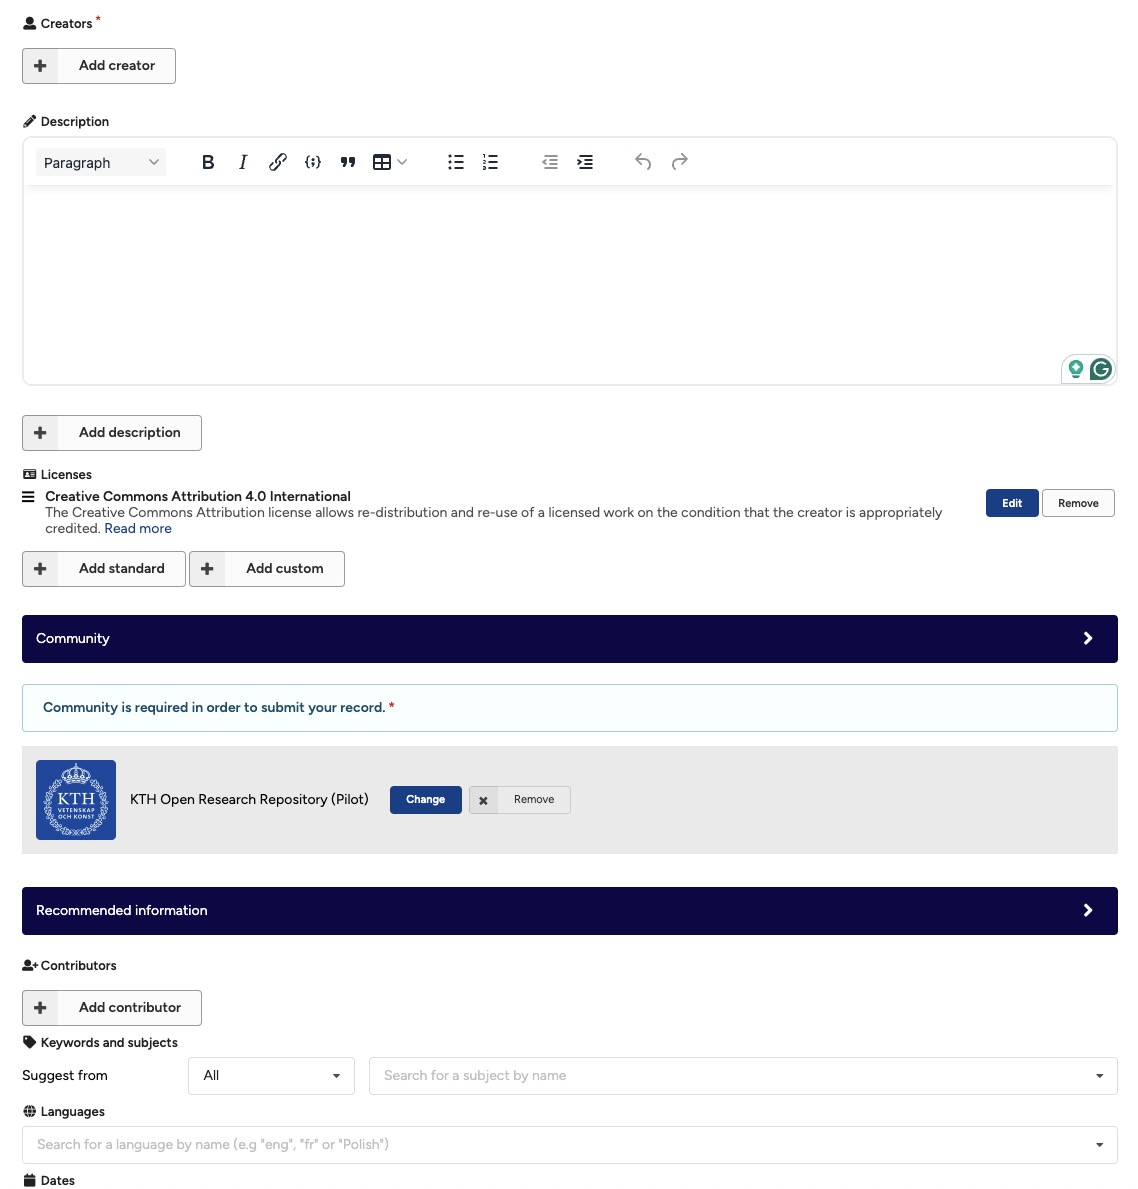 Creators *
Add creator
Description
Paragraph
Add description
Licenses
Creative Commons Attribution 4.0 International
The Creative Commons Attribution license allows re-distribution and re-use of a licensed work on the condition that the creator is appropriately
credited. Read more
Edit
Remove
Add standard
Add custom
Community
Community is required in order to submit your record. *
KTH
VETENSKAP
OCH KONST
KTH Open Research Repository (Pilot)
Change
Remove
Recommended information
Contributors
Add contributor
Keywords and subjects
Suggest from
All
Search for a subject by name
Languages
Search for a language by name (e.g "eng", "fr" or "Polish")
Dates